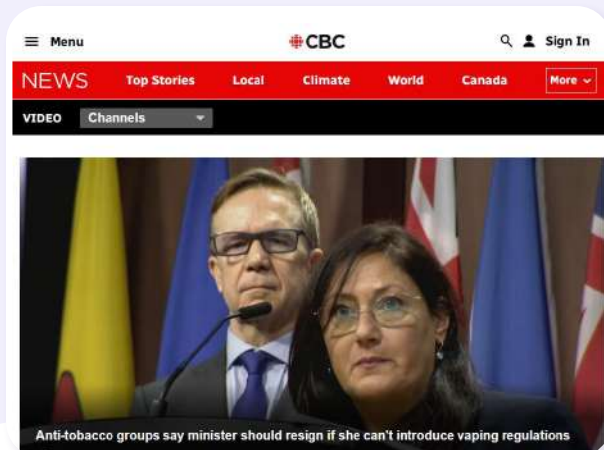 Menu
CBC
Sign In
NEWS
Top Stories
Local
Climate
World
Canada
More
VIDEO
Channels
Anti-tobacco groups say minister should resign if she can't introduce vaping regulations